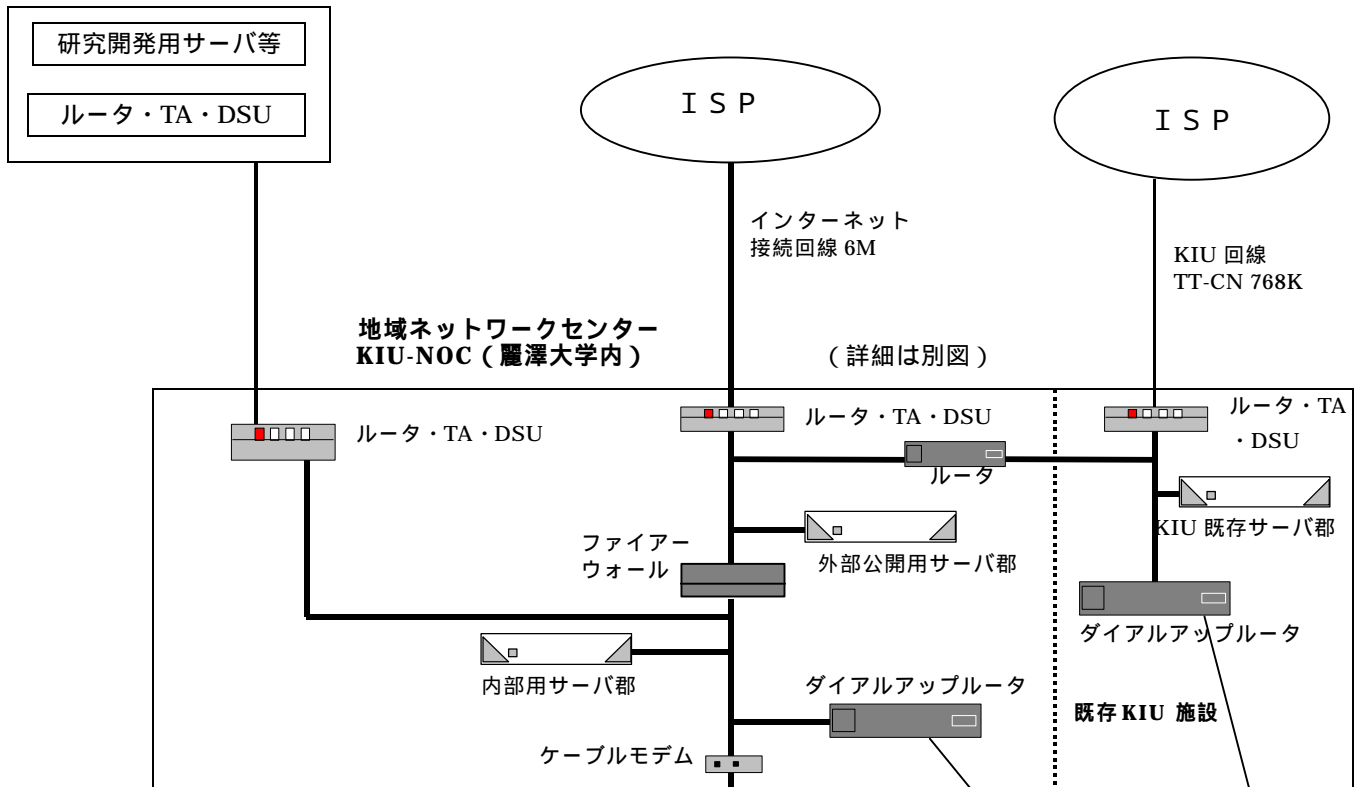 研究開発用サーバ等
ルータ・TA・DSU
ＩＳＰ
ＩＳＰ
インターネット
接続回線 6M
KIU 回線
TT-CN 768K
地域ネットワークセンター
KIU-NOC（麗澤大学内）
（詳細は別図）
ルータ・TA・DSU
ルータ・TA・DSU
ルータ・TA
・DSU
ルータ
KIU 既存サーバ郡
ファイアー
ウォール
外部公開用サーバ郡
ダイアルアップルータ
内部用サーバ郡
ダイアルアップルータ
既存 KIU 施設
ケーブルモデム